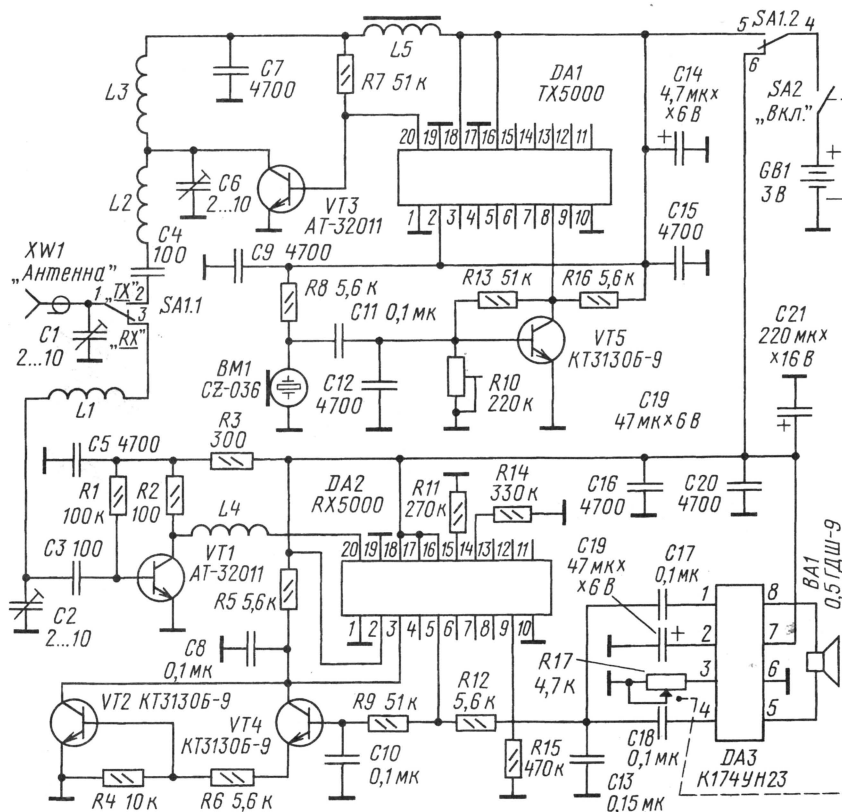 5
SA1.2
4
6
L5
C7
4700
R7 51 к
L3
DA1
TX5000
C14
4,7 мк×
×6 В
SA2
„Вкл."
+
20 19 18 17 16 15 14 13 12 11
+
GB1
3 В
L2
C6
2...10
VT3
AT-32011
1 2 3 4 5 6 7 8 9 10
C15
4700
C4
100
C9 4700
XW1
„Антенна"
R8 5,6 к
R13 51 к
R16 5,6 к
1
„TX" 2
3
SA1.1
„RX"
C11 0,1 мк
C1
2...10
VT5
КТ3130Б-9
C21
220 мк×
×16 В
BM1
CZ-036
C12
4700
R10
220 к
L1
C19
47 мк×6 В
+
R3
300
C5 4700
R1
100 к
R2
100
L4
DA2
RX5000
R11
270 к
R14
330 к
C16
4700
C20
4700
C3 100
VT1
AT-32011
20 19 18 17 16 15 14 13 12 11
C19
47 мк×
×6 В
C17
0,1 мк
BA1
0,5 ГДШ-9
C2
2...10
R5 5,6 к
1 2 3 4 5 6 7 8 9 10
1
8
+
2
7
C8
0,1 мк
R17
4,7 к
3
6
VT2 КТ3130Б-9
VT4
КТ3130Б-9
R9 51 к
R12
5,6 к
4
5
C10
0,1 мк
R15
470 к
C18
0,1 мк
DA3
К174УН23
R4 10 к
R6 5,6 к
C13
0,15 мк